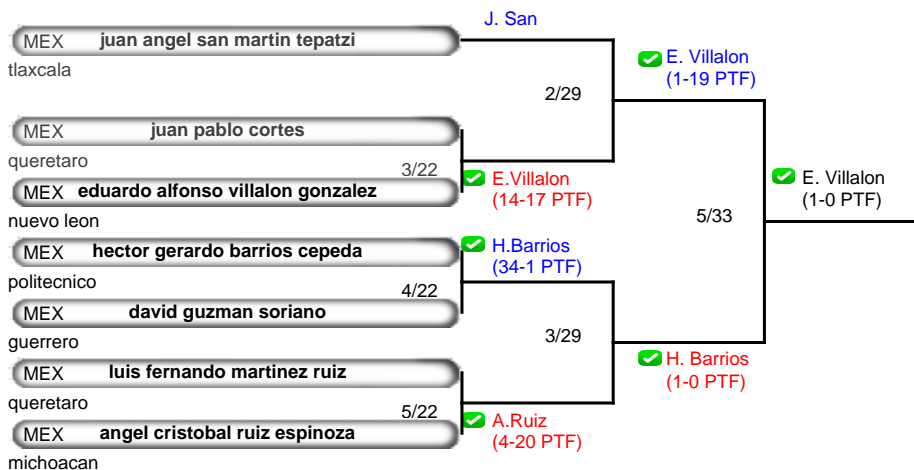 J. San
MEX juan angel san martin tepatzi
tlaxcala
E. Villalon
(1-19 PTF)
2/29
MEX juan pablo cortes
queretaro
3/22
MEX eduardo alfonso villalon gonzalez
nuevo leon
E.Villalon
(14-17 PTF)
E. Villalon
(1-0 PTF)
5/33
MEX hector gerardo barrios cepeda
politecnico
H.Barrios
(34-1 PTF)
4/22
MEX david guzman soriano
guerrero
3/29
H. Barrios
(1-0 PTF)
MEX luis fernando martinez ruiz
queretaro
5/22
MEX angel cristobal ruiz espinoza
michoacan
A.Ruiz
(4-20 PTF)